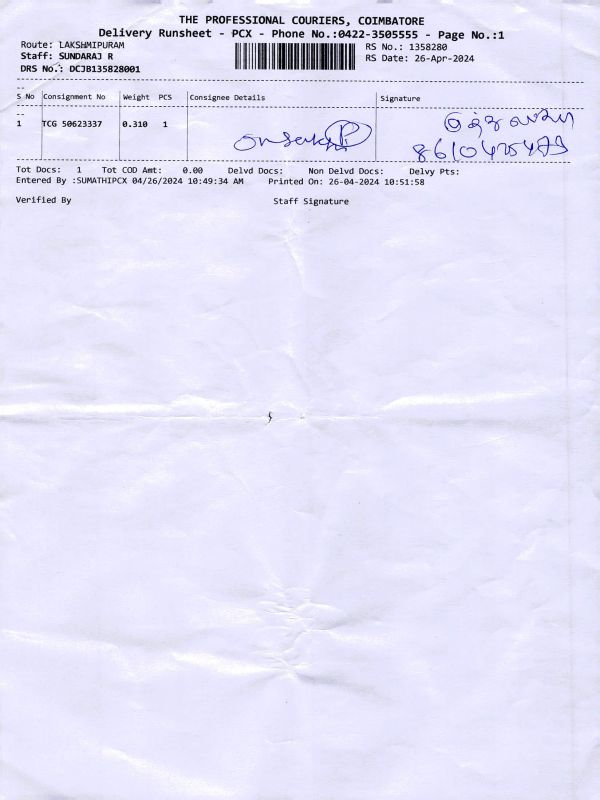 THE PROFESSIONAL COURIERS, COIMBATORE
Delivery Runsheet - PCX - Phone No.:0422-3505555 - Page No.:1
Route: LAKSHMIPURAM
Staff: SUNDARAJ R
DRS No.: DCJB135828001
RS No.: 1358280
RS Date: 26-Apr-2024
S No Consignment No Weight PCS Consignee Details Signature
1 TCG 50623337 0.310 1
Tot Docs: 1 Tot COD Amt: 0.00 Delvd Docs: Non Delvd Docs: Delvy Pts:
Entered By :SUMATHIPCX 04/26/2024 10:49:34 AM Printed On: 26-04-2024 10:51:58
Verified By Staff Signature